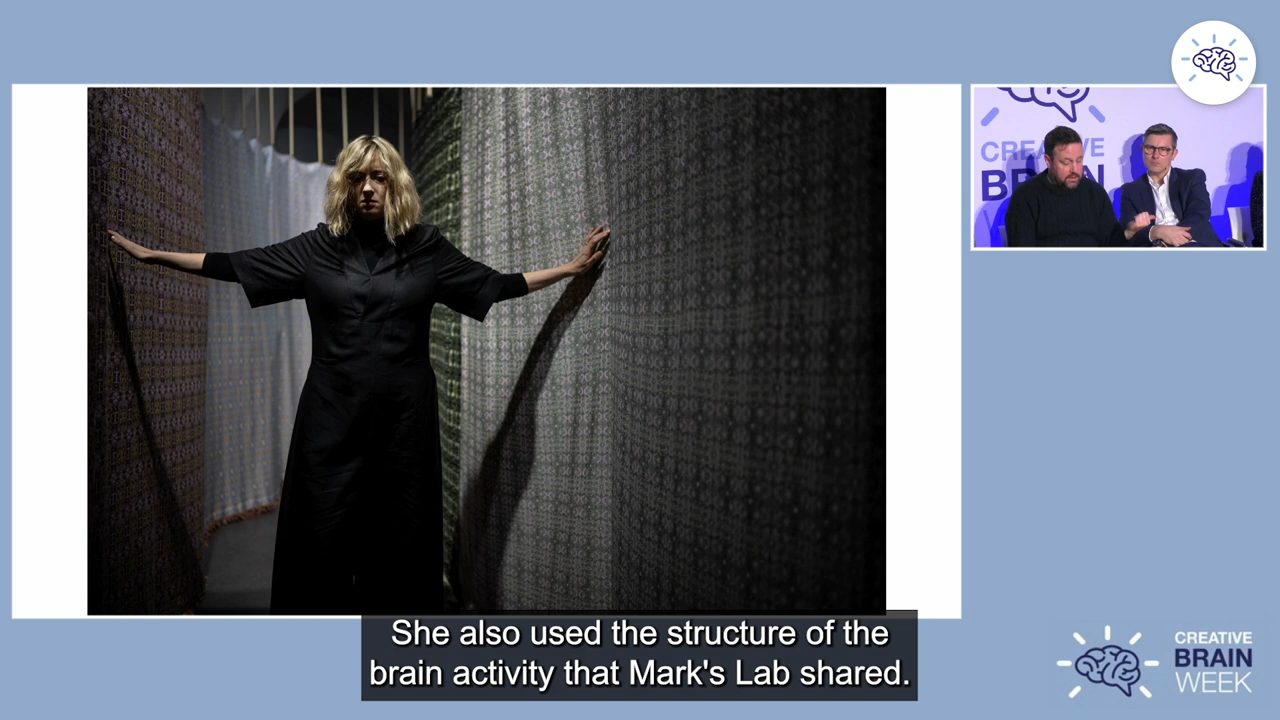 CREATIVE
BRAIN
She also used the structure of the
brain activity that Mark's Lab shared.
CREATIVE
BRAIN
WEEK